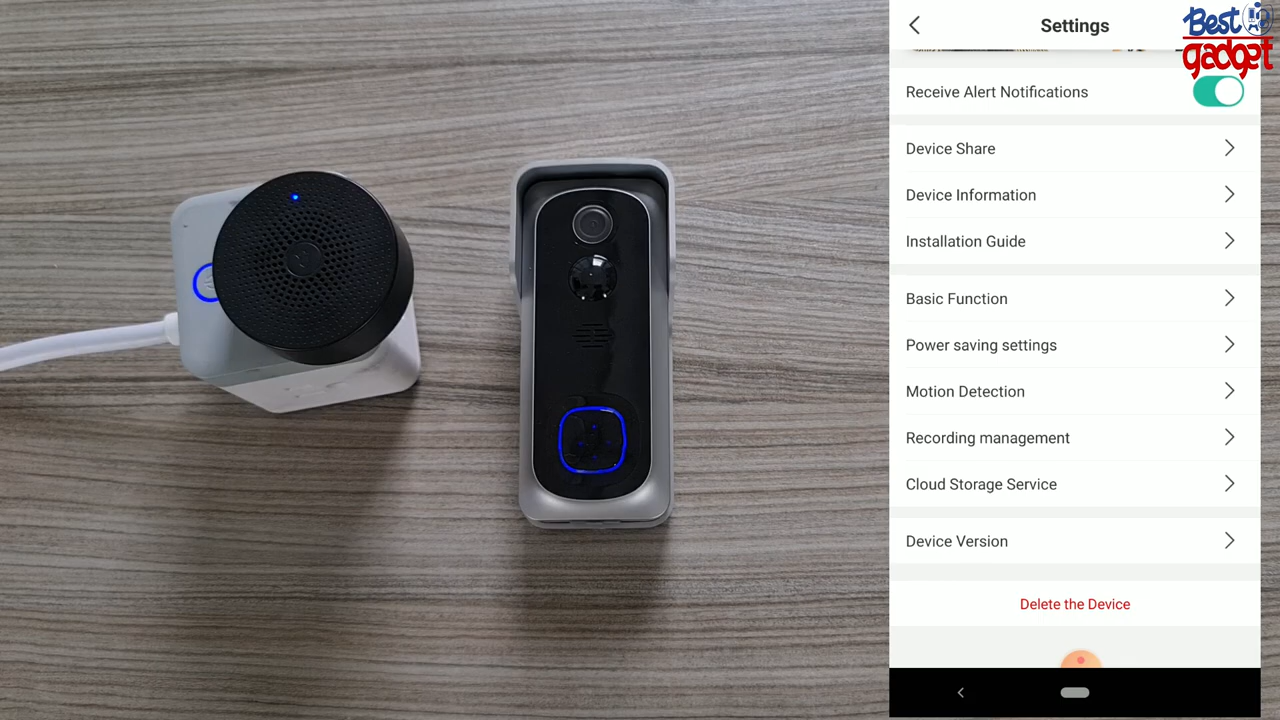 Settings
Best
gadget
Receive Alert Notifications
Device Share
Device Information
Installation Guide
Basic Function
Power saving settings
Motion Detection
Recording management
Cloud Storage Service
Device Version
Delete the Device